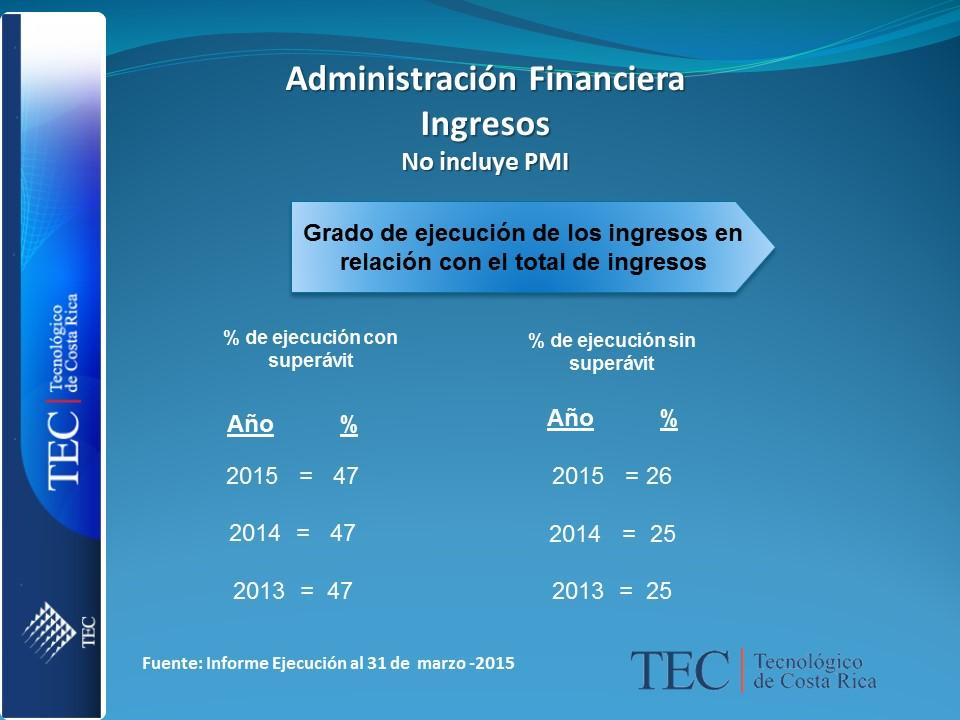 Administración Financiera
Ingresos
No incluye PMI
Grado de ejecución de los ingresos en
relación con el total de ingresos
% de ejecución con
superávit
Año %
2015 = 47
2014 = 47
2013 = 47
% de ejecución sin
superávit
Año %
2015 = 26
2014 = 25
2013 = 25
Fuente: Informe Ejecución al 31 de marzo -2015
TEC | Tecnológico
de Costa Rica
TEC | Tecnológico
de Costa Rica
TEC